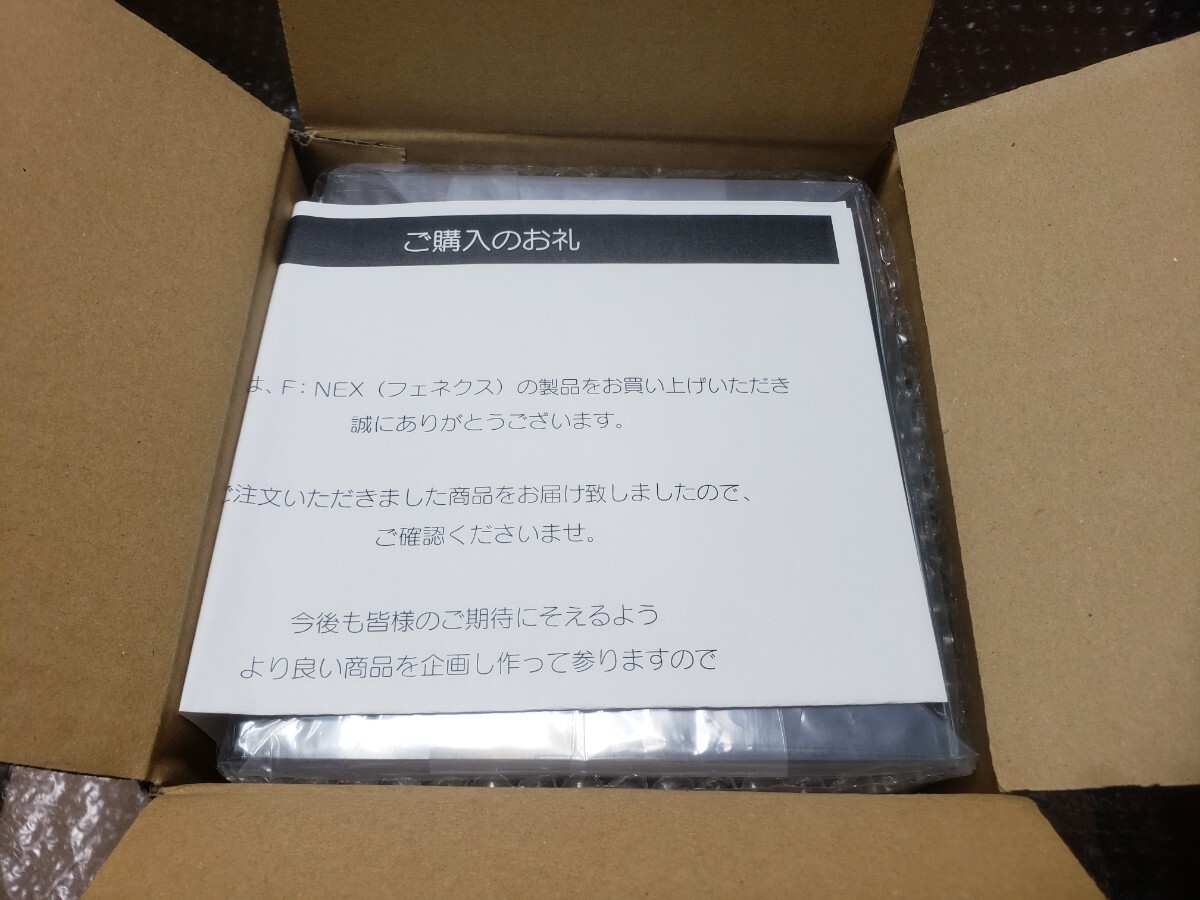 ご購入のお礼
は、F:NEX（フェネクス）の製品をお買い上げいただき
誠にありがとうございます。
ご注文いただきました商品をお届け致しましたので、
ご確認くださいませ。
今後も皆様のご期待にそえるよう
より良い商品を企画し作って参りますので